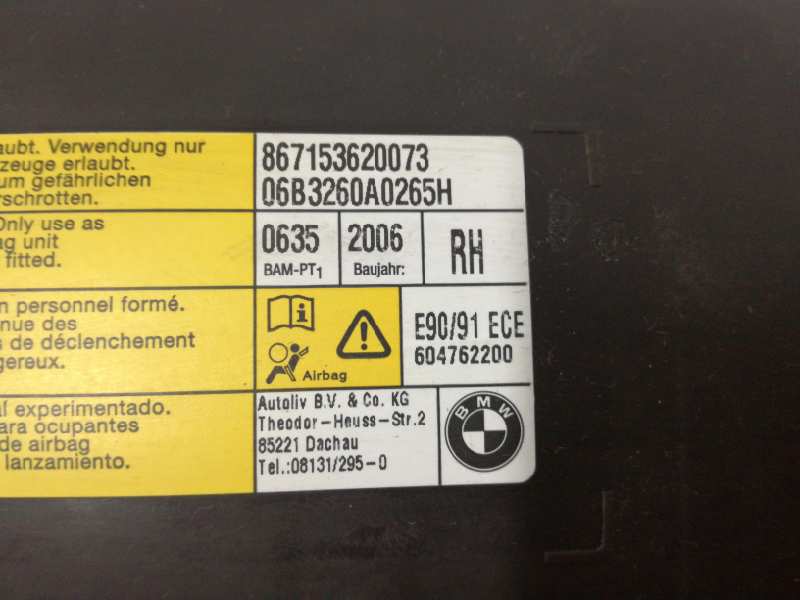 aubt. Verwendung nur
zeuge erlaubt.
um gefährlichen
rschrotten.
Only use as
ag unit
fitted.
n personnel formé.
nue des
s de déclenchement
gereux.
al experimentado.
ara ocupantes
de airbag
lanzamiento.
867153620073
06B3260A0265H
0635
BAM-PT1
2006
Baujahr:
RH
Airbag
E90/91 ECE
604762200
Autoliv B.V. & Co. KG
Theodor-Heuss-Str.2
85221 Dachau
Tel.:08131/295-0
BMW